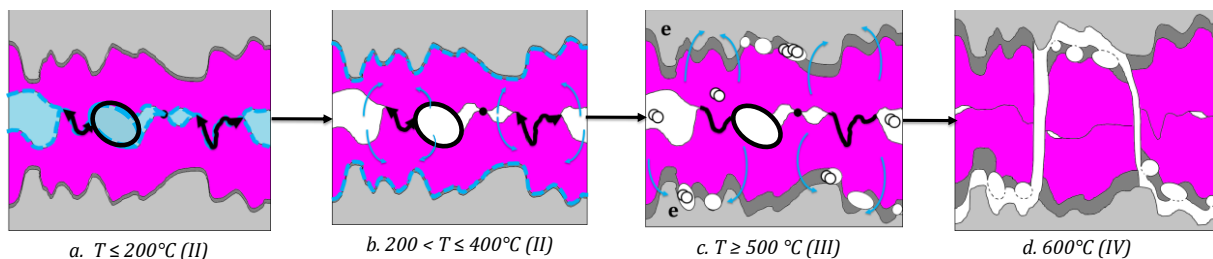 e
e
a. T ≤ 200°C (II)
b. 200 < T ≤ 400°C (II)
c. T ≥ 500 °C (III)
d. 600°C (IV)